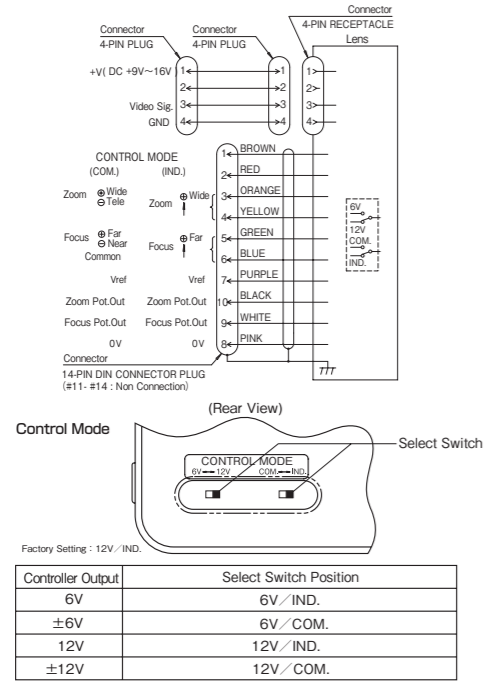 Connector
4-PIN RECEPTACLE
Connector
4-PIN PLUG
Connector
4-PIN PLUG
Lens
+V( DC +9V～16V ) 1 1 1
2 2 2
Video Sig. 3 3 3
GND 4 4 4
CONTROL MODE
(COM.) (IND.)
1 BROWN
2 RED
Zoom ⊕Wide
⊖Tele
Zoom ⊕Wide
3 ORANGE
4 YELLOW
Focus ⊕Far
⊖Near
Common
Focus ⊕Far
5 GREEN
6 BLUE
Vref Vref 7 PURPLE
Zoom Pot.Out Zoom Pot.Out 10 BLACK
Focus Pot.Out Focus Pot.Out 9 WHITE
0V 0V 8 PINK
6V
12V
COM.
IND.
Connector
14-PIN DIN CONNECTOR PLUG
(#11- #14 : Non Connection)
(Rear View)
Control Mode
Select Switch
CONTROL MODE
6V 12V COM. IND.
Factory Setting : 12V／IND.
Controller Output Select Switch Position
6V 6V／IND.
±6V 6V／COM.
12V 12V／IND.
±12V 12V／COM.